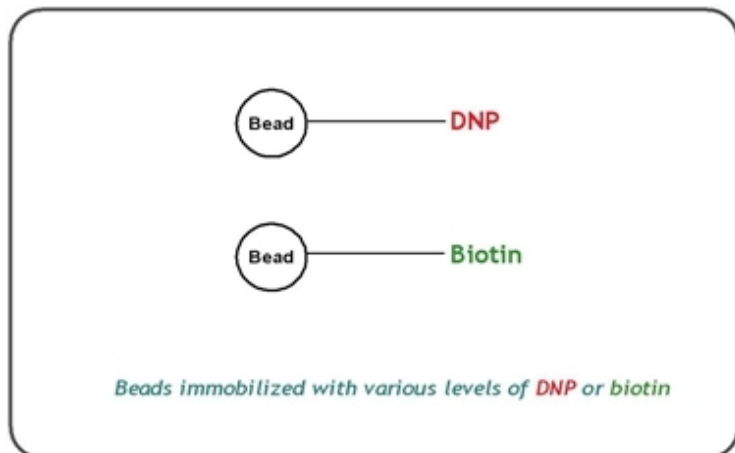 Bead DNP
Bead Biotin
Beads immobilized with various levels of DNP or biotin